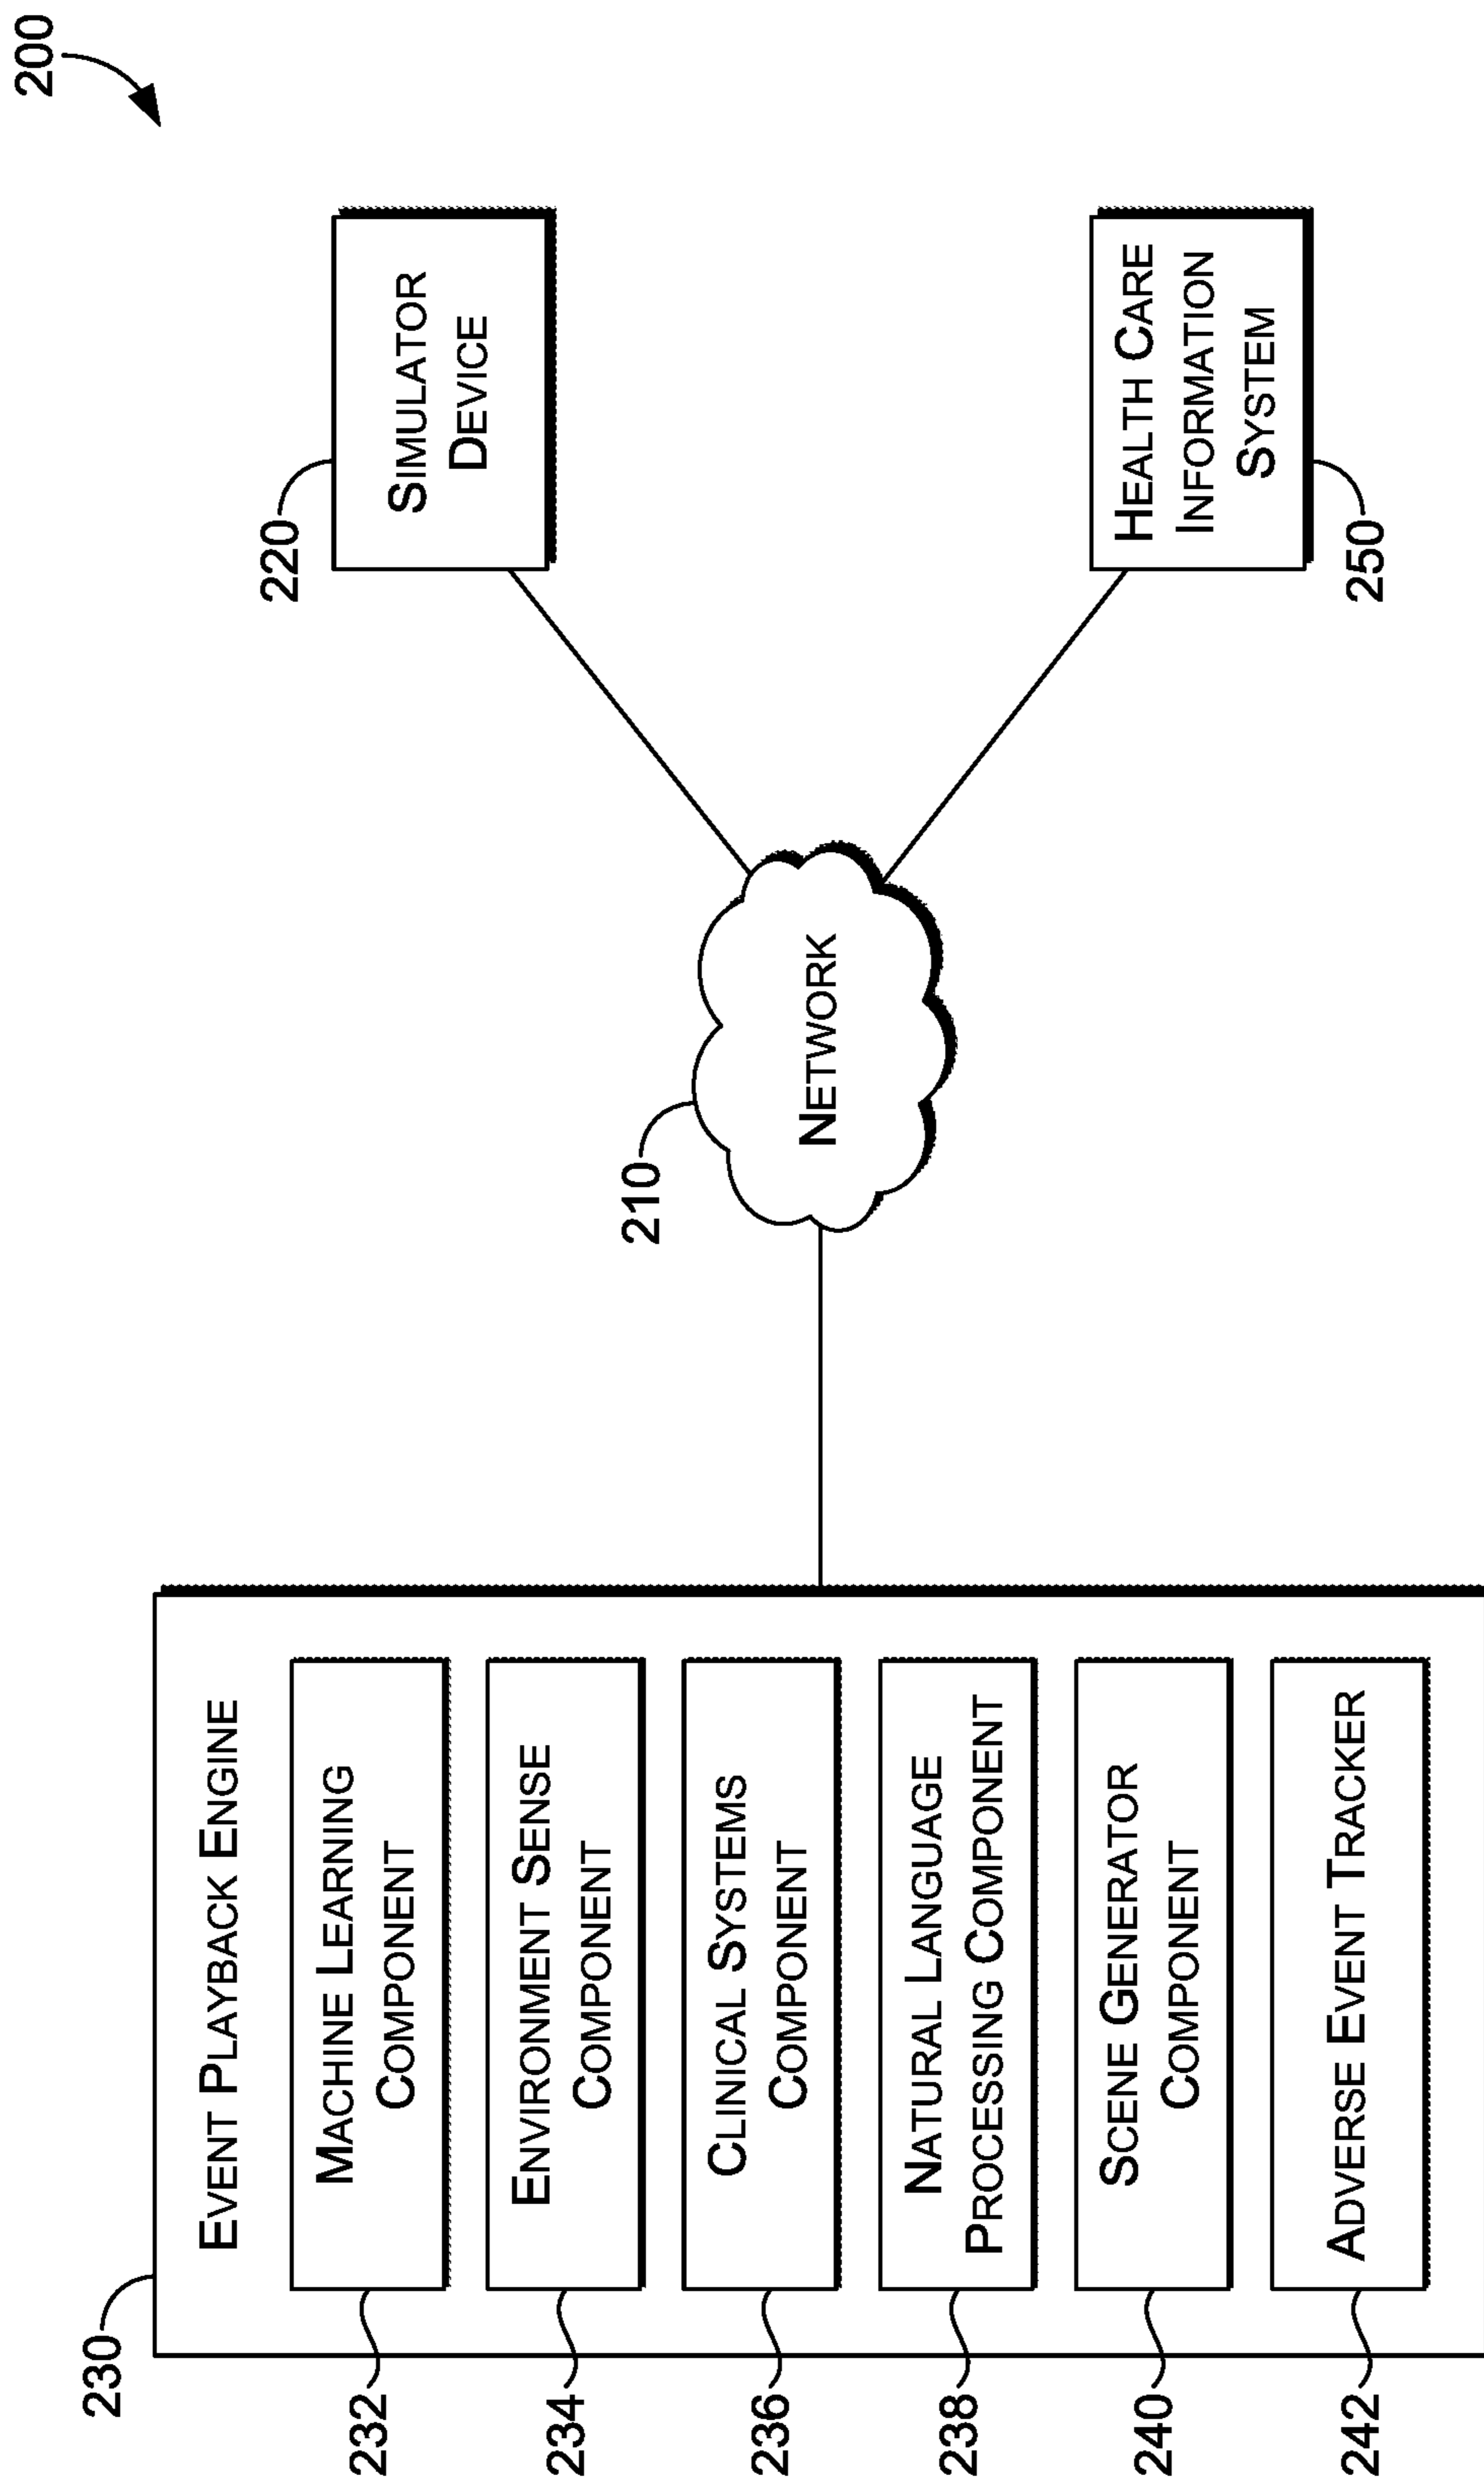 200
230
EVENT PLAYBACK ENGINE
232
MACHINE LEARNING
COMPONENT
234
ENVIRONMENT SENSE
COMPONENT
236
CLINICAL SYSTEMS
COMPONENT
238
NATURAL LANGUAGE
PROCESSING COMPONENT
240
SCENE GENERATOR
COMPONENT
242
ADVERSE EVENT TRACKER
210
NETWORK
220
SIMULATOR
DEVICE
HEALTH CARE
INFORMATION
SYSTEM
250